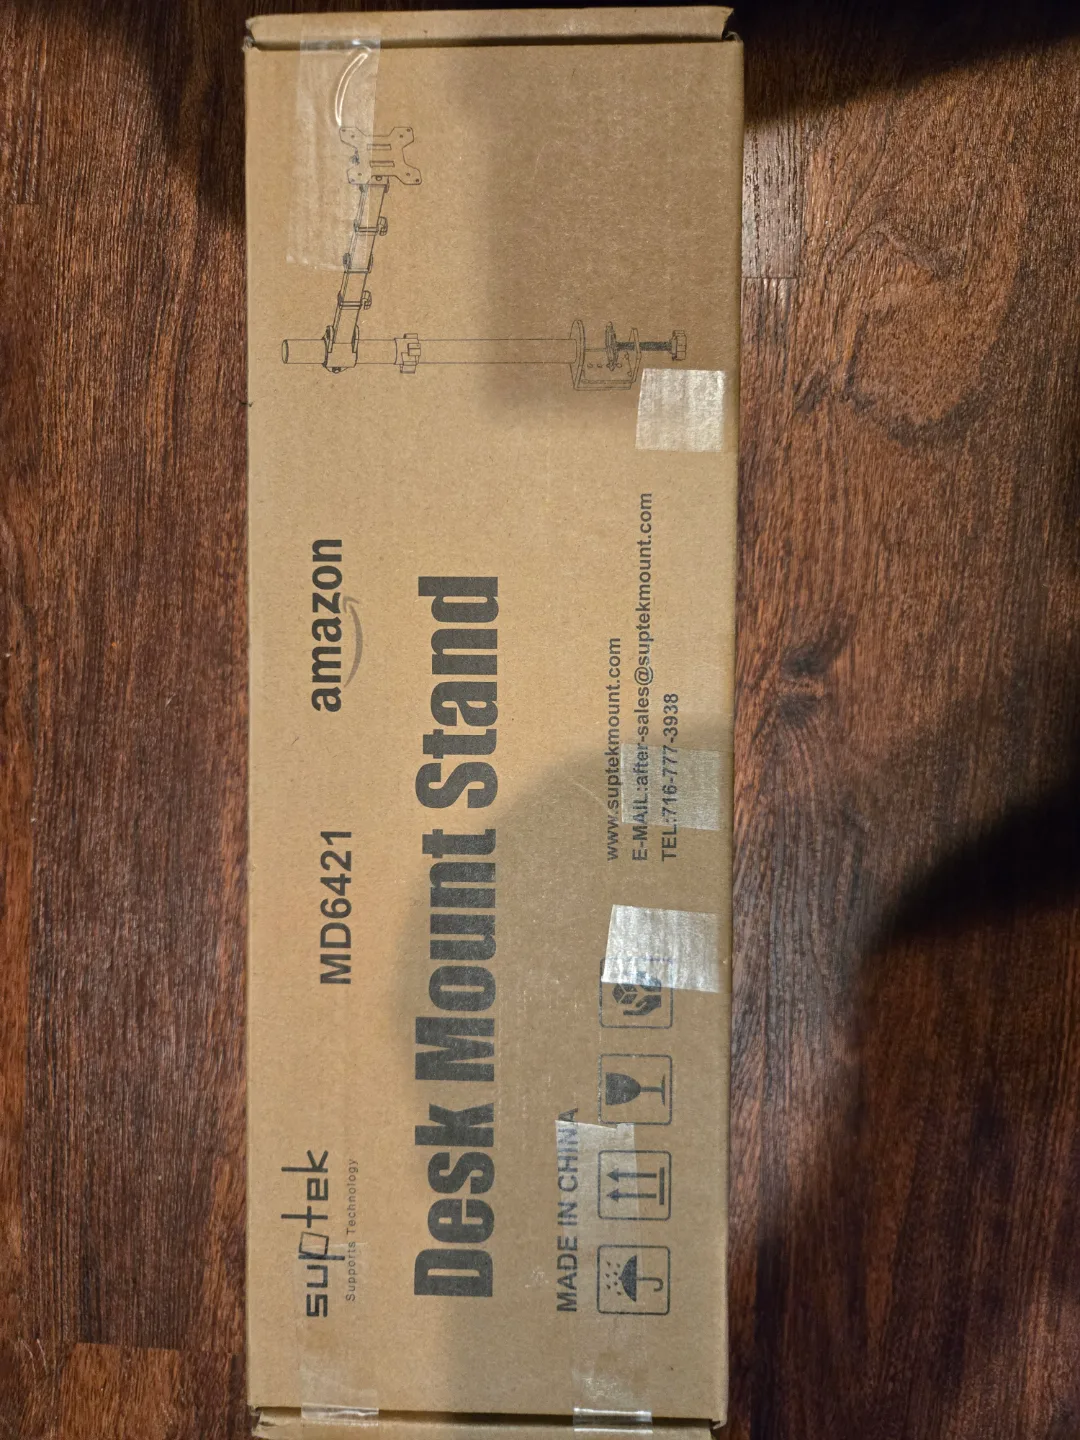 suptek
Supports Technology
MD6421
amazon
Desk Mount Stand
MADE IN CHINA
www.suptekmount.com
E-MAIL:after-sales@suptekmount.com
TEL:716-777-3938